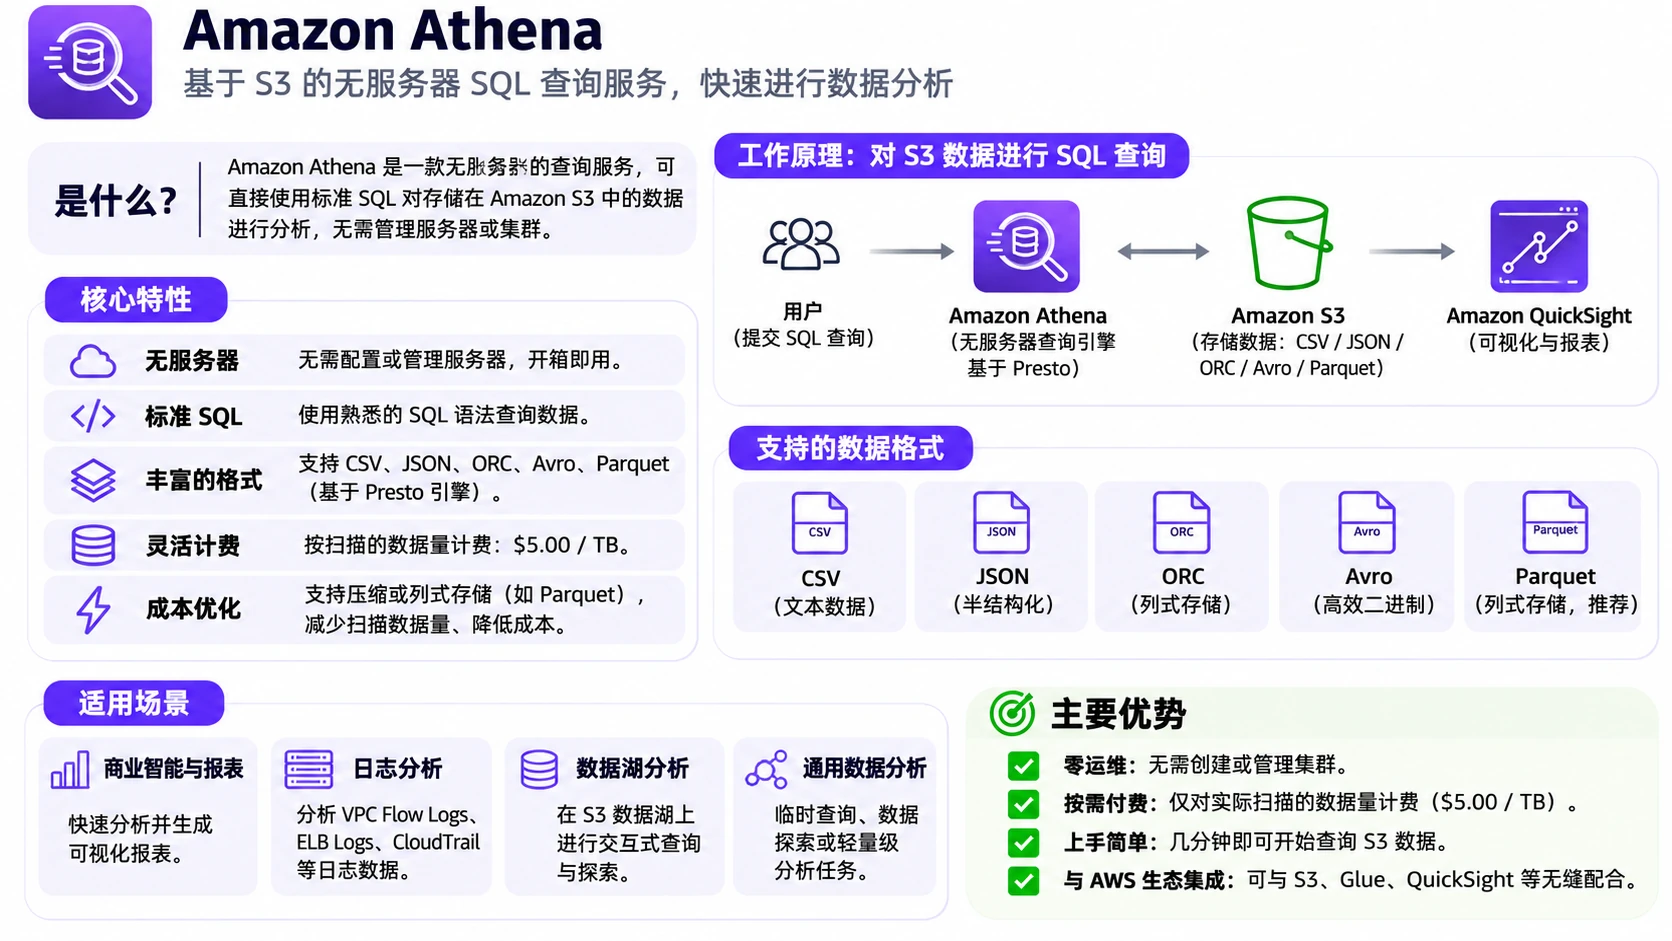 Amazon Athena
基于 S3 的无服务器 SQL 查询服务，快速进行数据分析
是什么？
Amazon Athena 是一款无服务器的查询服务，可
直接使用标准 SQL 对存储在 Amazon S3 中的数据
进行分析，无需管理服务器或集群。
核心特性
无服务器
无需配置或管理服务器，开箱即用。
标准 SQL
使用熟悉的 SQL 语法查询数据。
丰富的格式
支持 CSV、JSON、ORC、Avro、Parquet
（基于 Presto 引擎）。
灵活计费
按扫描的数据量计费：$5.00 / TB。
成本优化
支持压缩或列式存储（如 Parquet），
减少扫描数据量、降低成本。
工作原理：对 S3 数据进行 SQL 查询
用户
（提交 SQL 查询）
Amazon Athena
（无服务器查询引擎
基于 Presto）
Amazon S3
（存储数据：CSV / JSON /
ORC / Avro / Parquet）
Amazon QuickSight
（可视化与报表）
支持的数据格式
CSV
CSV
（文本数据）
JSON
JSON
（半结构化）
ORC
ORC
（列式存储）
Avro
Avro
（高效二进制）
Parquet
Parquet
（列式存储，推荐）
适用场景
商业智能与报表
快速分析并生成
可视化报表。
日志分析
分析 VPC Flow Logs、
ELB Logs、CloudTrail
等日志数据。
数据湖分析
在 S3 数据湖上
进行交互式查询
与探索。
通用数据分析
临时查询、数据
探索或轻量级
分析任务。
主要优势
零运维：无需创建或管理集群。
按需付费：仅对实际扫描的数据量计费（$5.00 / TB）。
上手简单：几分钟即可开始查询 S3 数据。
与 AWS 生态集成：可与 S3、Glue、QuickSight 等无缝配合。